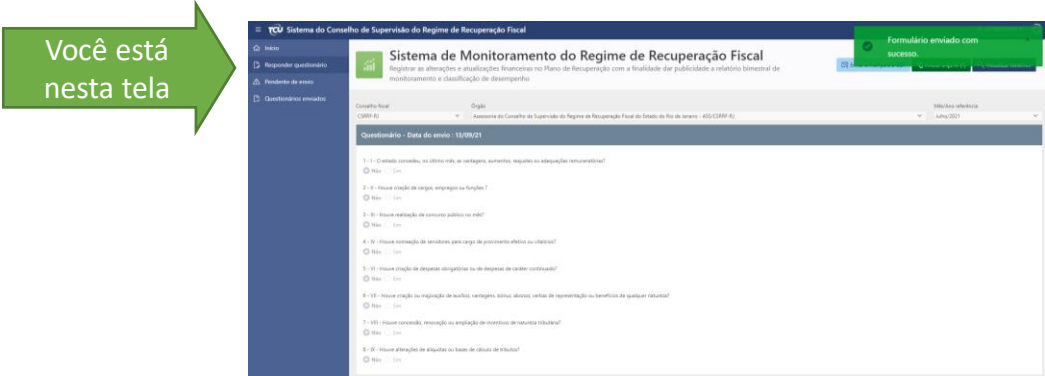 Você está
nesta tela
TCU Sistema do Conselho de Supervisão do Regime de Recuperação Fiscal
Início
Responder questionário
Pendente de envio
Questionários enviados
Sistema de Monitoramento do Regime de Recuperação Fiscal
Registrar as alterações e atualizações financeiras no Plano de Recuperação com a finalidade dar publicidade a relatório bimestral de
monitoramento e classificação de desempenho
Formulário enviado com
sucesso.
Conselho fiscal
Órgão
Mês/Ano referência
CSRRF-RJ
Assessoria do Conselho de Supervisão do Regime de Recuperação Fiscal do Estado do Rio de Janeiro - ASS/CSRRF-RJ
Julho/2021
Questionário - Data do envio : 13/09/21
1 - I - O estado concedeu, no último mês, as vantagens, aumentos, reajustes ou adequações remuneratórias?
Não Sim
2 - II - Houve criação de cargos, empregos ou funções ?
Não Sim
3 - III - Houve realização de concurso público no mês?
Não Sim
4 - IV - Houve nomeação de servidores para cargo de provimento efetivo ou vitalício?
Não Sim
5 - VI - Houve criação de despesas obrigatórias ou de despesas de caráter continuado?
Não Sim
6 - VII - Houve criação ou majoração de auxílio, vantagens, bônus, abonos, verbas de representação ou benefícios de qualquer natureza?
Não Sim
7 - VIII - Houve concessão, renovação ou ampliação de incentivos de natureza tributária?
Não Sim
8 - IX - Houve alterações de alíquotas ou bases de cálculo de tributos?
Não Sim